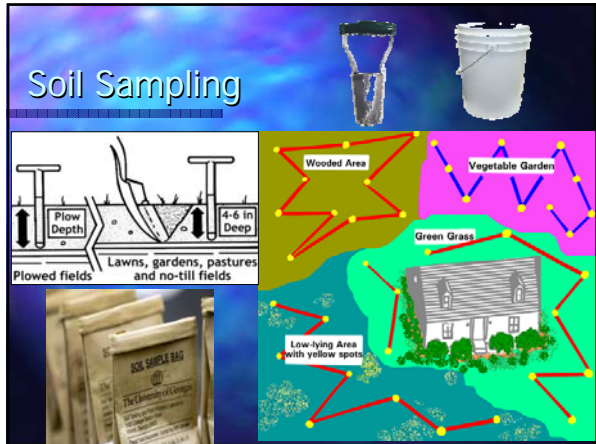 Soil Sampling
Plow
Depth
4-6 in
Deep
Plowed fields
Lawns, gardens, pastures
and no-till fields
Wooded Area
Vegetable Garden
Green Grass
Low-lying Area
with yellow spots
SOIL SAMPLE BAG
The University of Georgia